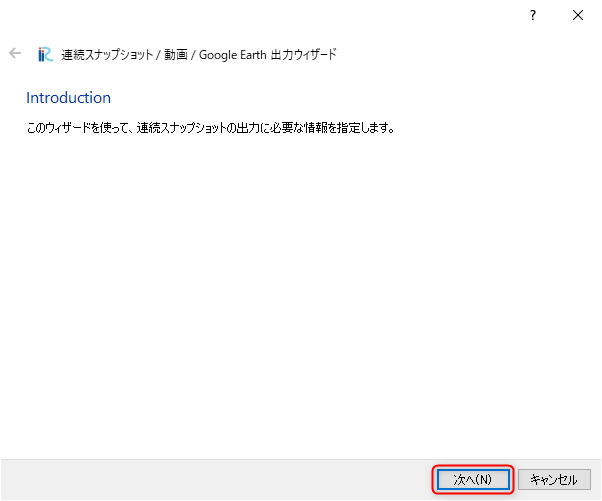 ?
iR 連続スナップショット / 動画 / Google Earth 出力ウィザード
Introduction
このウィザードを使って、連続スナップショットの出力に必要な情報を指定します。
次へ(N) キャンセル